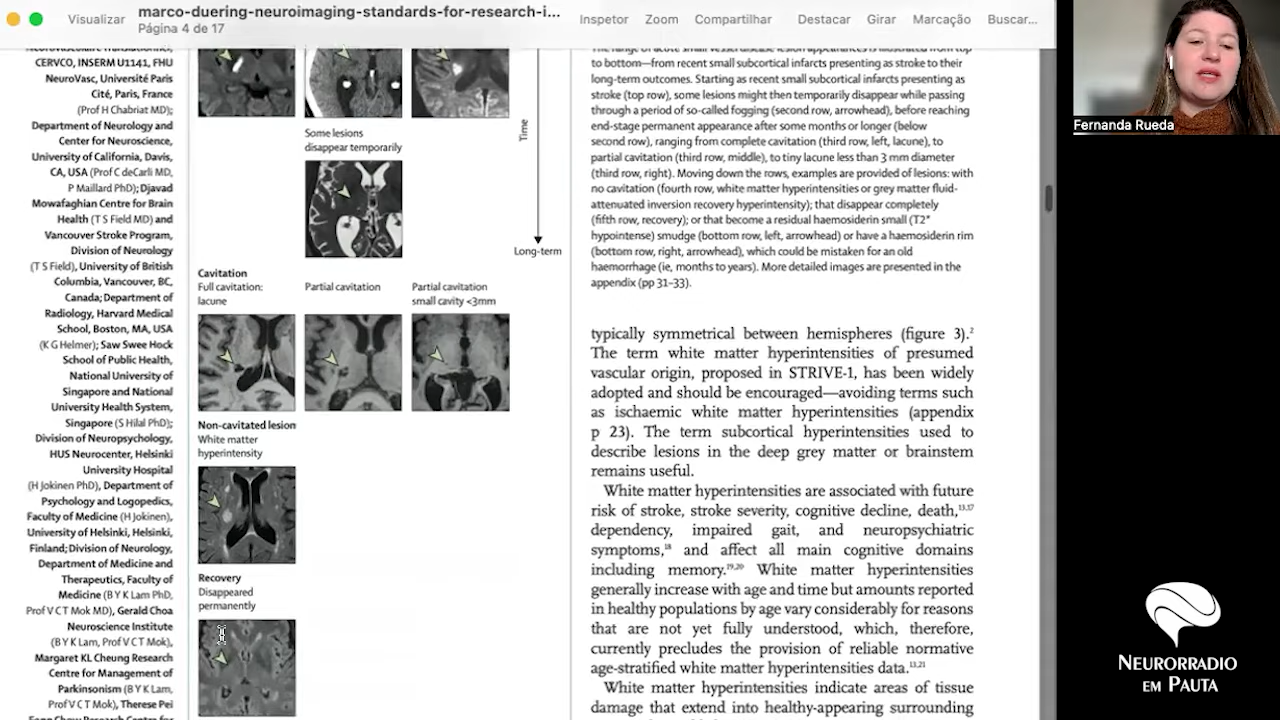 Visualizar
marco-duering-neuroimaging-standards-for-research-i...
Página 4 de 17
Inspetor
Zoom
Compartilhar
Destacar
Girar
Marcação
Buscar...
CERVCO, INSERM U1141, FHU
NeuroVasc, Université Paris
Cité, Paris, France
(Prof H Chabriat MD);
Department of Neurology and
Center for Neuroscience,
University of California, Davis,
CA, USA (Prof C deCarli MD,
P Maillard PhD); Djavad
Mowafaghian Centre for Brain
Health (T S Field MD) and
Vancouver Stroke Program,
Division of Neurology
(T S Field), University of British
Columbia, Vancouver, BC,
Canada; Department of
Radiology, Harvard Medical
School, Boston, MA, USA
(K G Helmer); Saw Swee Hock
School of Public Health,
National University of
Singapore and National
University Health System,
Singapore (S Hilal PhD);
Division of Neuropsychology,
HUS Neurocenter, Helsinki
University Hospital
(H Jokinen PhD), Department of
Psychology and Logopedics,
Faculty of Medicine (H Jokinen),
University of Helsinki, Helsinki,
Finland; Division of Neurology,
Department of Medicine and
Therapeutics, Faculty of
Medicine (B Y K Lam PhD,
Prof V C T Mok MD), Gerald Choa
Neuroscience Institute
(B Y K Lam, Prof V C T Mok),
Margaret KL Cheung Research
Centre for Management of
Parkinsonism (B Y K Lam,
Prof V C T Mok), Therese Pei
Some lesions
disappear temporarily
Time
Long-term
Cavitation
Full cavitation:
lacune
Partial cavitation
Partial cavitation
small cavity <3mm
Non-cavitated lesion
White matter
hyperintensity
Recovery
Disappeared
permanently
The range of acute small vessel disease lesion appearances is illustrated from top
to bottom—from recent small subcortical infarcts presenting as stroke to their
long-term outcomes. Starting as recent small subcortical infarcts presenting as
stroke (top row), some lesions might then temporarily disappear while passing
through a period of so-called fogging (second row, arrowhead), before reaching
end-stage permanent appearance after some months or longer (below
second row), ranging from complete cavitation (third row, left, lacune), to
partial cavitation (third row, middle), to tiny lacune less than 3 mm diameter
(third row, right). Moving down the rows, examples are provided of lesions: with
no cavitation (fourth row, white matter hyperintensities or grey matter fluid-
attenuated inversion recovery hyperintensity); that disappear completely
(fifth row, recovery); or that become a residual haemosiderin small (T2*
hypointense) smudge (bottom row, left, arrowhead) or have a haemosiderin rim
(bottom row, right, arrowhead), which could be mistaken for an old
haemorrhage (ie, months to years). More detailed images are presented in the
appendix (pp 31–33).
typically symmetrical between hemispheres (figure 3).²
The term white matter hyperintensities of presumed
vascular origin, proposed in STRIVE-1, has been widely
adopted and should be encouraged—avoiding terms such
as ischaemic white matter hyperintensities (appendix
p 23). The term subcortical hyperintensities used to
describe lesions in the deep grey matter or brainstem
remains useful.
White matter hyperintensities are associated with future
risk of stroke, stroke severity, cognitive decline, death,¹³·¹⁷
dependency, impaired gait, and neuropsychiatric
symptoms,¹⁸ and affect all main cognitive domains
including memory.¹⁹·²⁰ White matter hyperintensities
generally increase with age and time but amounts reported
in healthy populations by age vary considerably for reasons
that are not yet fully understood, which, therefore,
currently precludes the provision of reliable normative
age-stratified white matter hyperintensities data.¹³·²¹
White matter hyperintensities indicate areas of tissue
damage that extend into healthy-appearing surrounding
Fernanda Rueda
NEURORRADIO
EM PAUTA